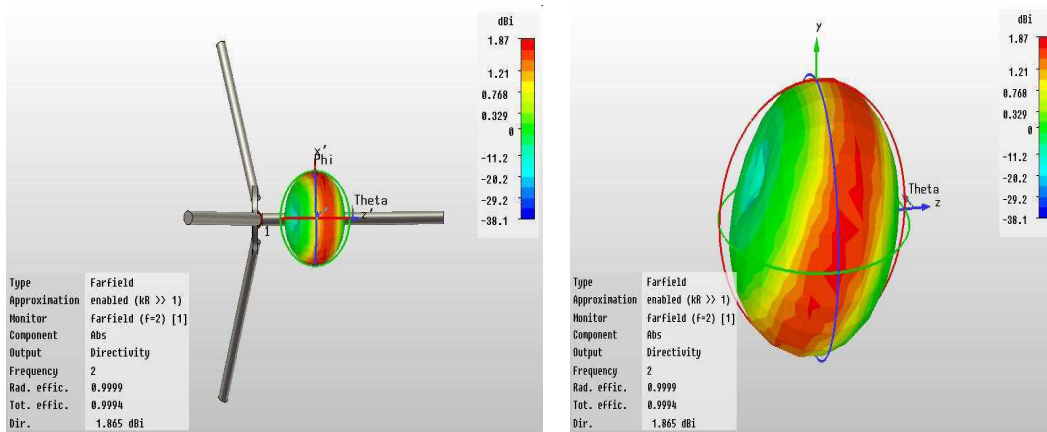 dBi
1.87
1.21
0.768
0.329
0
-11.2
-20.2
-38.1
x'
Phi
Theta
y' z'
1
Type Farfield
Approximation enabled (kR >> 1)
Monitor farfield (f=2) [1]
Component Abs
Output Directivity
Frequency 2
Rad. effic. 0.9999
Tot. effic. 0.9994
Dir. 1.865 dBi
dBi
1.87
1.21
0.768
0.329
0
-11.2
-20.2
-38.1
y
Theta
z
Type Farfield
Approximation enabled (kR >> 1)
Monitor farfield (f=2) [1]
Component Abs
Output Directivity
Frequency 2
Rad. effic. 0.9999
Tot. effic. 0.9994
Dir. 1.865 dBi